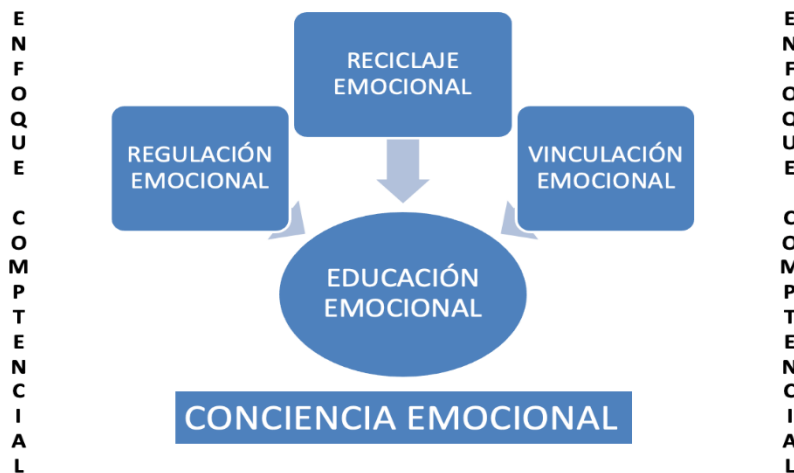 ENFOQUE COMPTENCIAL
RECICLAJE
EMOCIONAL
REGULACIÓN
EMOCIONAL
VINCULACIÓN
EMOCIONAL
EDUCACIÓN
EMOCIONAL
CONCIENCIA EMOCIONAL
ENFOQUE COMPTENCIAL